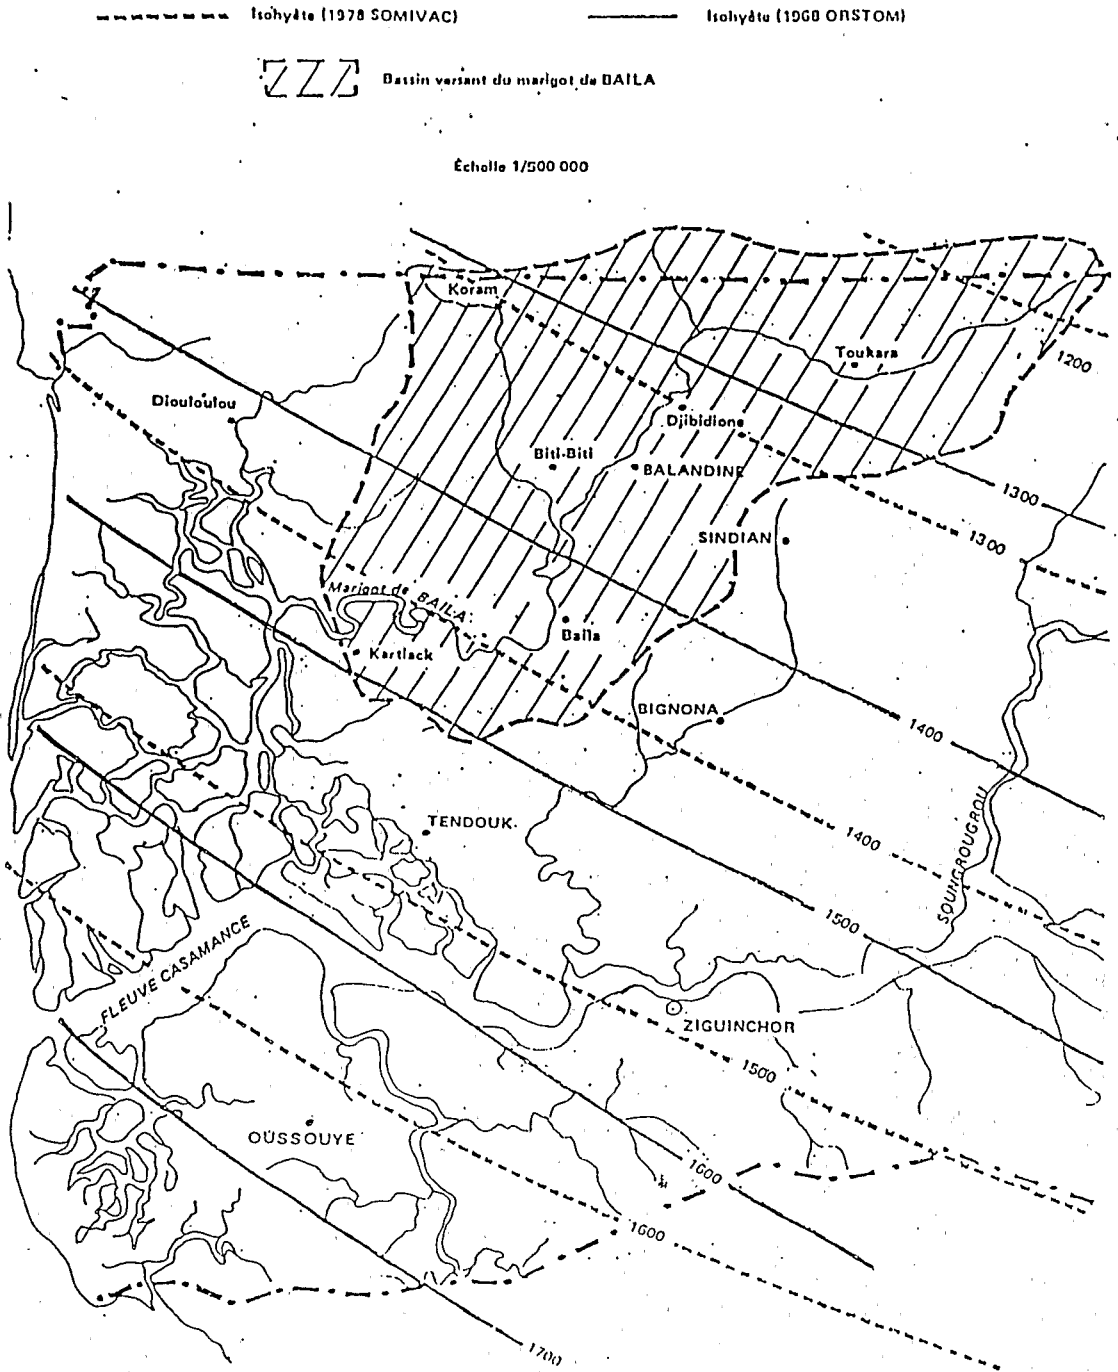 Isohyète (1978 SOMIVAC)
Isohyète (1968 ORSTOM)
Bassin versant du marigot de BAILA
Échelle 1/500 000
Koram
Toukara
1200
Diouloulou
Djibidione
Biti-Biti
BALANDINE
1300
1300
SINDIAN
Marigot de BAILA
Baila
Kartlack
BIGNONA
1400
TENDOUK
1400
SOUNGROUGROU
1500
FLEUVE CASAMANCE
ZIGUINCHOR
1500
OUSSOUYE
1600
1600
1700